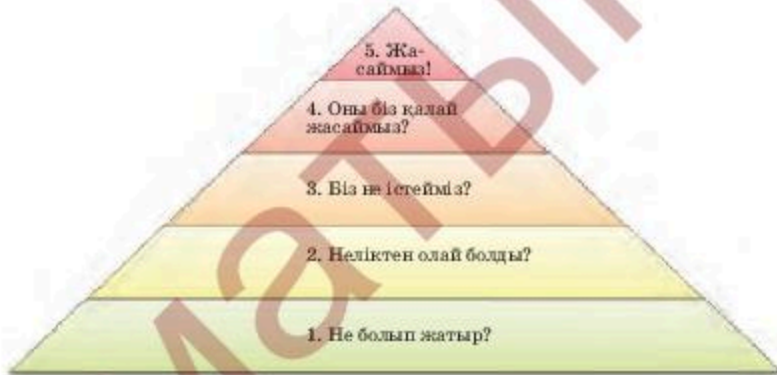 5. Жа-
саймыз!
4. Оны біз қалай
жасаймыз?
3. Біз не істейміз?
2. Неліктен олай болды?
1. Не болып жатыр?